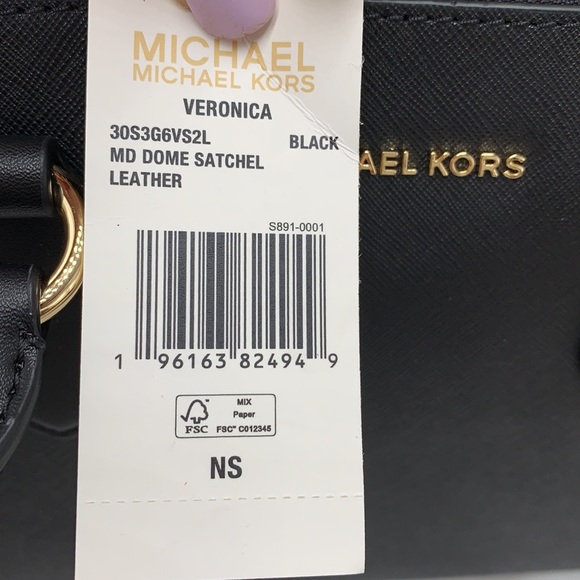 MICHAEL
MICHAEL KORS
VERONICA
30S3G6VS2L BLACK
MD DOME SATCHEL
LEATHER
S891-0001
1 96163 82494 9
FSC
MIX
Paper
FSC™ C012345
NS
AEL KORS